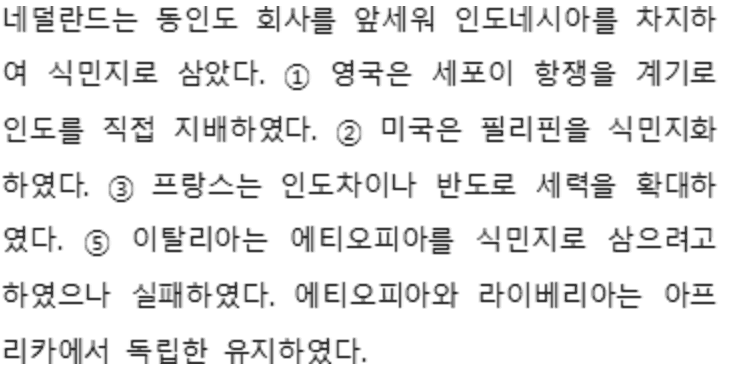 네덜란드는 동인도 회사를 앞세워 인도네시아를 차지하
여 식민지로 삼았다. ① 영국은 세포이 항쟁을 계기로
인도를 직접 지배하였다. ② 미국은 필리핀을 식민지화
하였다. ③ 프랑스는 인도차이나 반도로 세력을 확대하
였다. ⑤ 이탈리아는 에티오피아를 식민지로 삼으려고
하였으나 실패하였다. 에티오피아와 라이베리아는 아프
리카에서 독립한 유지하였다.